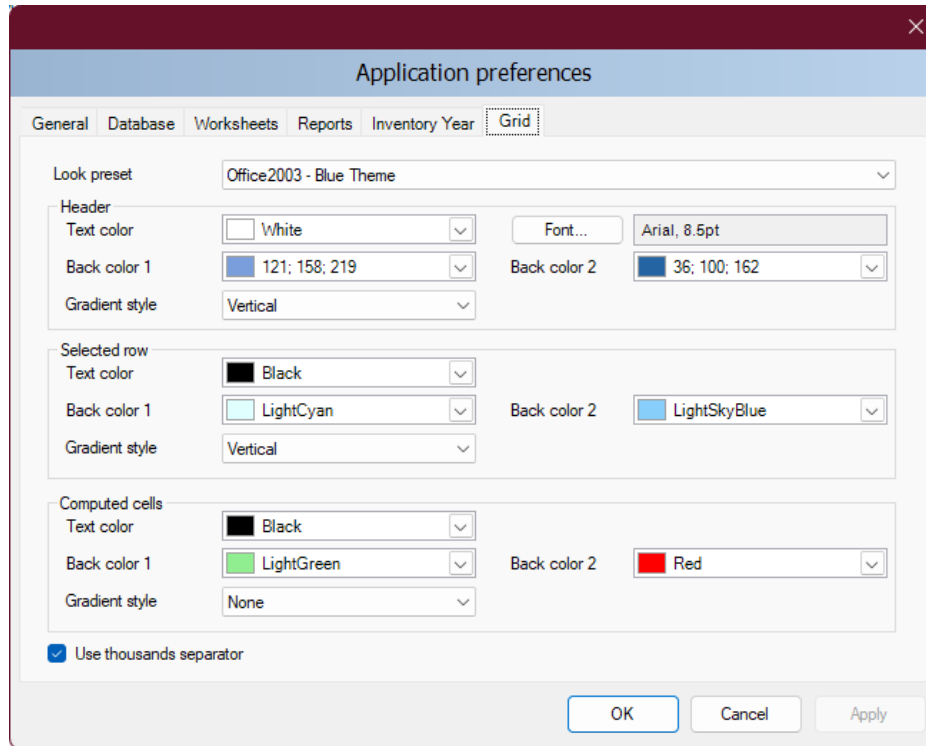 Application preferences
General Database Worksheets Reports Inventory Year Grid
Look preset Office2003 - Blue Theme
Header
Text color White Font... Arial, 8.5pt
Back color 1 121; 158; 219 Back color 2 36; 100; 162
Gradient style Vertical
Selected row
Text color Black
Back color 1 LightCyan Back color 2 LightSkyBlue
Gradient style Vertical
Computed cells
Text color Black
Back color 1 LightGreen Back color 2 Red
Gradient style None
Use thousands separator
OK Cancel Apply